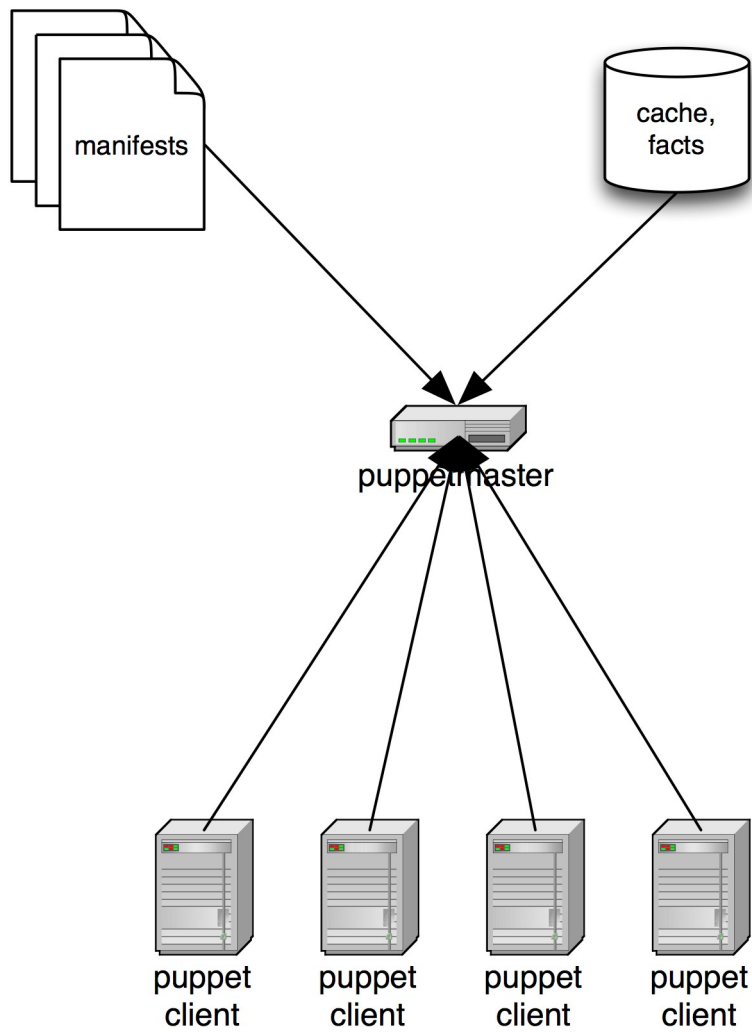 manifests
cache,
facts
puppetmaster
puppet
client
puppet
client
puppet
client
puppet
client